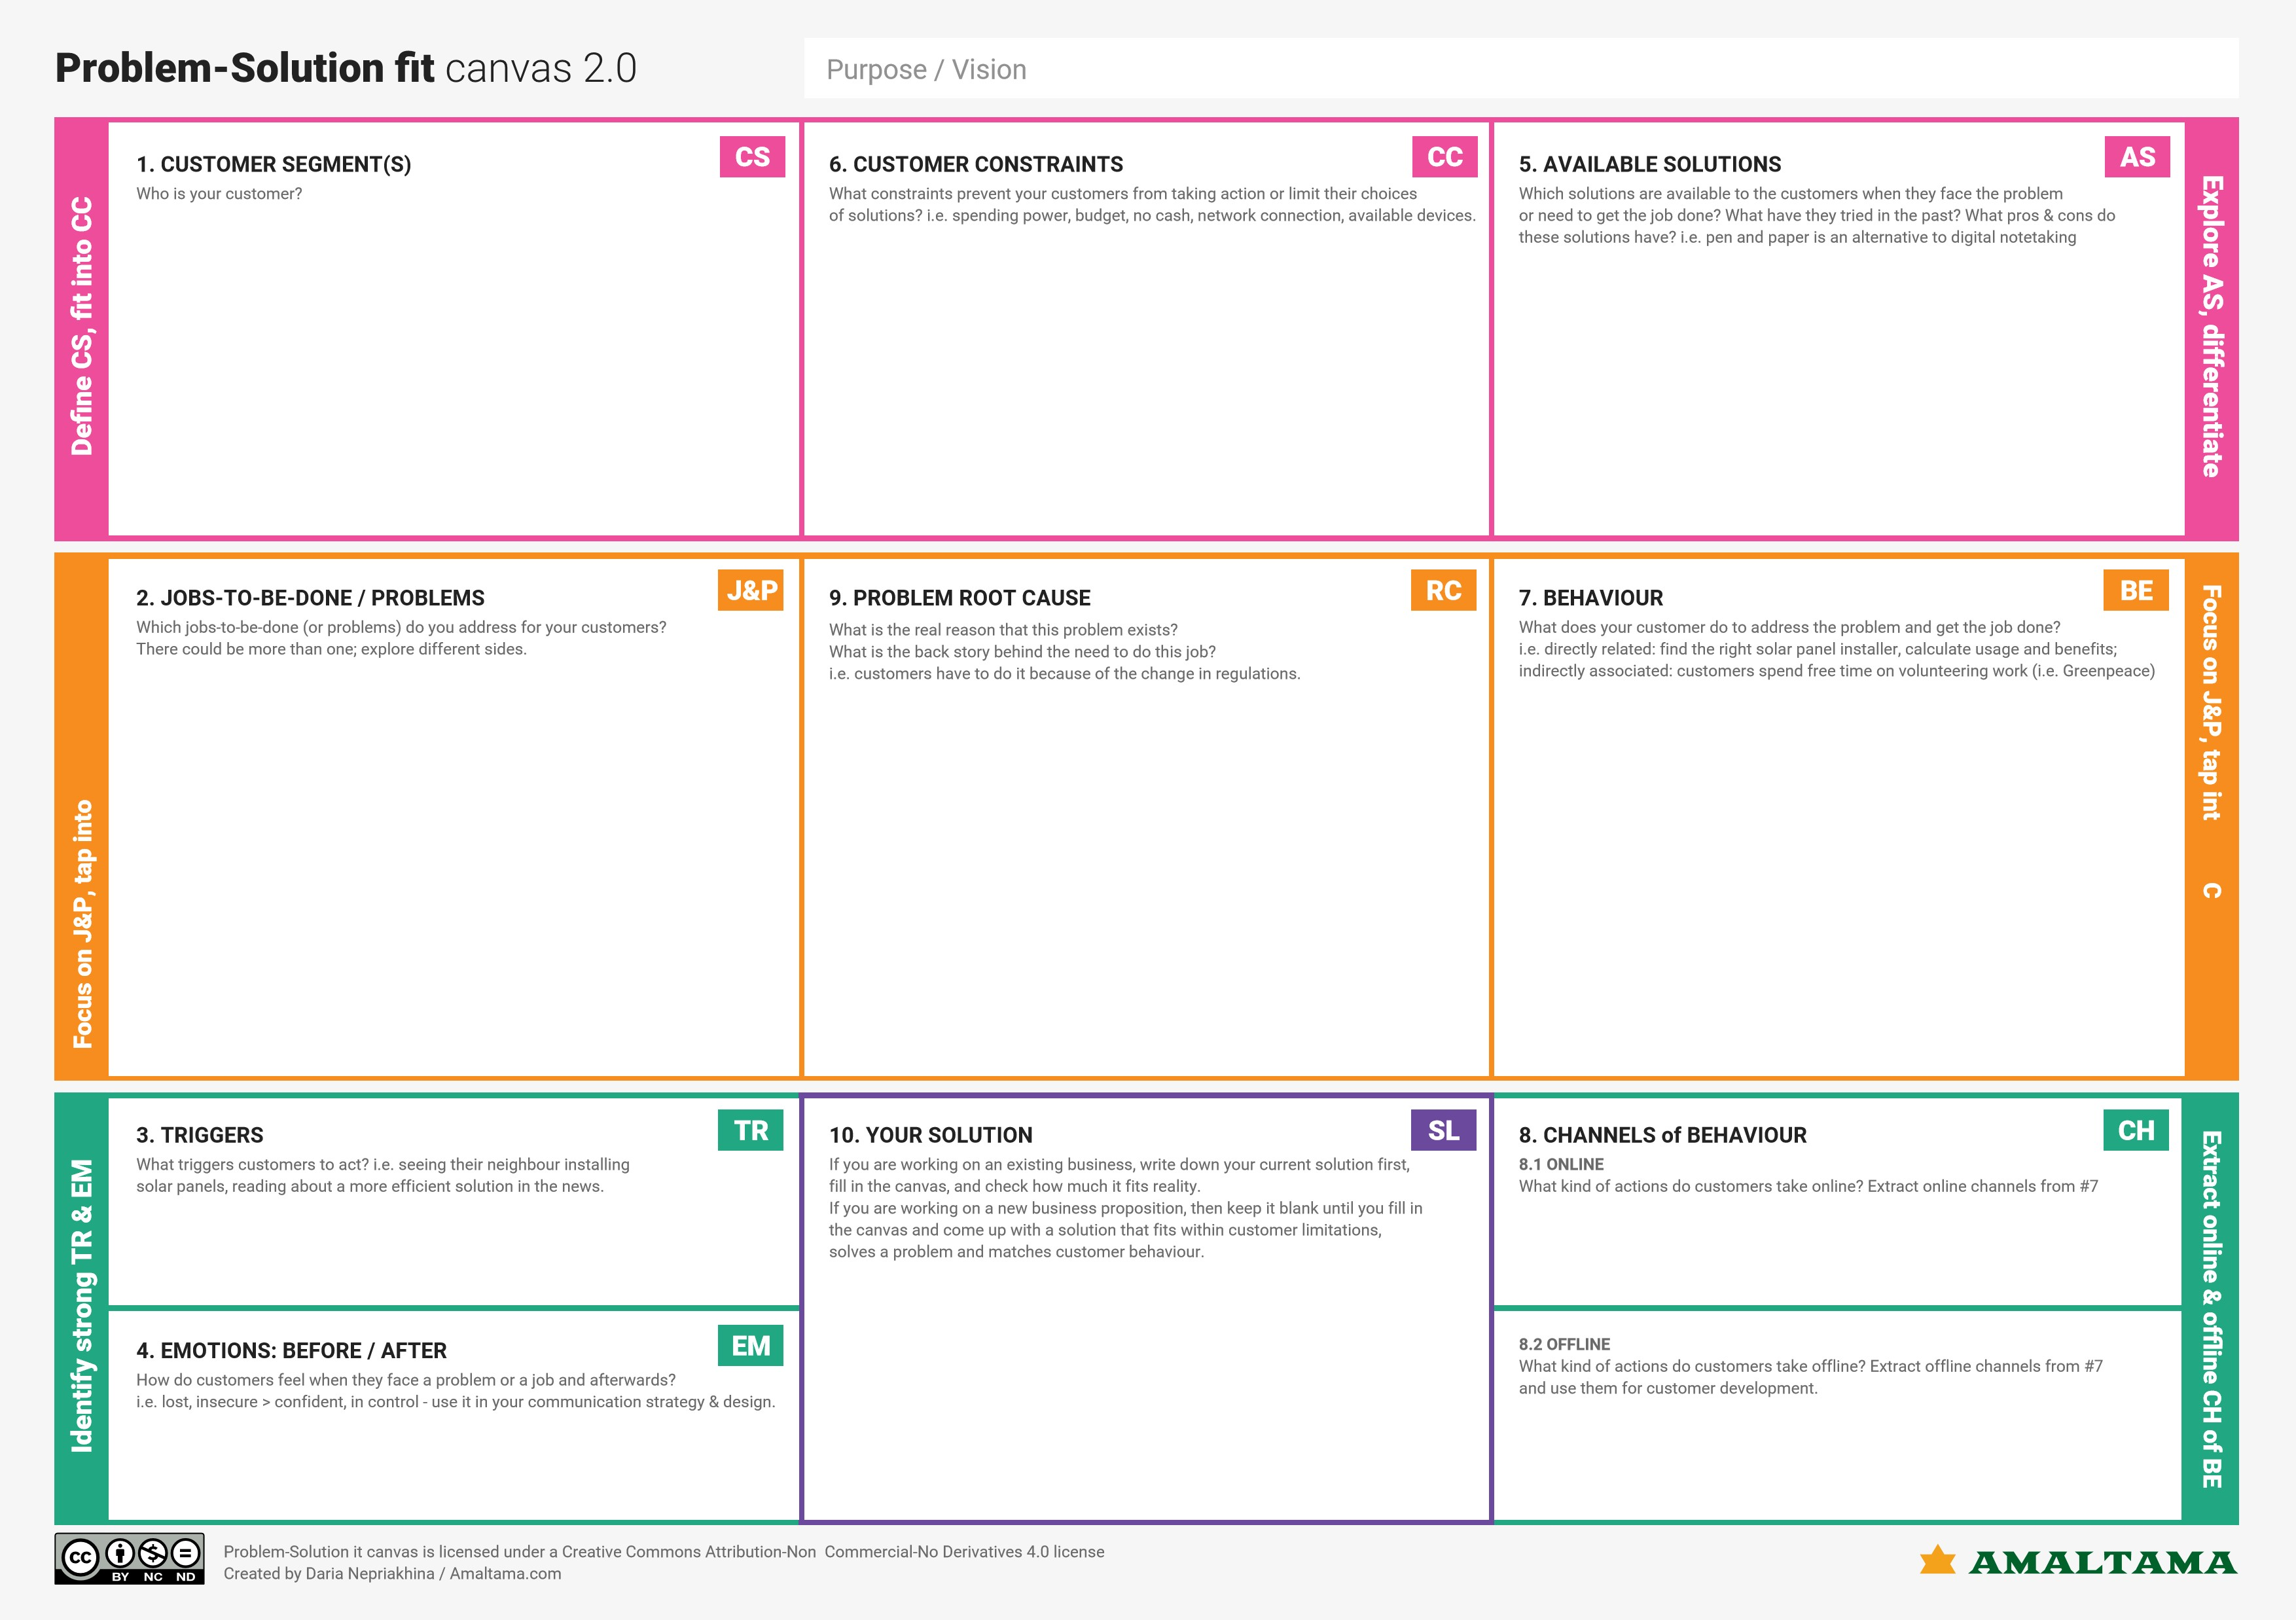 Problem-Solution fit canvas 2.0
Purpose / Vision
Define CS, fit into CC
1. CUSTOMER SEGMENT(S)
CS
Who is your customer?
6. CUSTOMER CONSTRAINTS
CC
What constraints prevent your customers from taking action or limit their choices
of solutions? i.e. spending power, budget, no cash, network connection, available devices.
5. AVAILABLE SOLUTIONS
AS
Which solutions are available to the customers when they face the problem
or need to get the job done? What have they tried in the past? What pros & cons do
these solutions have? i.e. pen and paper is an alternative to digital notetaking
Explore AS, differentiate
Focus on J&P, tap into
2. JOBS-TO-BE-DONE / PROBLEMS
J&P
Which jobs-to-be-done (or problems) do you address for your customers?
There could be more than one; explore different sides.
9. PROBLEM ROOT CAUSE
RC
What is the real reason that this problem exists?
What is the back story behind the need to do this job?
i.e. customers have to do it because of the change in regulations.
7. BEHAVIOUR
BE
What does your customer do to address the problem and get the job done?
i.e. directly related: find the right solar panel installer, calculate usage and benefits;
indirectly associated: customers spend free time on volunteering work (i.e. Greenpeace)
Focus on J&P, tap int C
Identify strong TR & EM
3. TRIGGERS
TR
What triggers customers to act? i.e. seeing their neighbour installing
solar panels, reading about a more efficient solution in the news.
4. EMOTIONS: BEFORE / AFTER
EM
How do customers feel when they face a problem or a job and afterwards?
i.e. lost, insecure > confident, in control - use it in your communication strategy & design.
10. YOUR SOLUTION
SL
If you are working on an existing business, write down your current solution first,
fill in the canvas, and check how much it fits reality.
If you are working on a new business proposition, then keep it blank until you fill in
the canvas and come up with a solution that fits within customer limitations,
solves a problem and matches customer behaviour.
8. CHANNELS of BEHAVIOUR
CH
8.1 ONLINE
What kind of actions do customers take online? Extract online channels from #7
8.2 OFFLINE
What kind of actions do customers take offline? Extract offline channels from #7
and use them for customer development.
Extract online & offline CH of BE
cc
BY NC ND
Problem-Solution it canvas is licensed under a Creative Commons Attribution-Non Commercial-No Derivatives 4.0 license
Created by Daria Nepriakhina / Amaltama.com
AMALTAMA